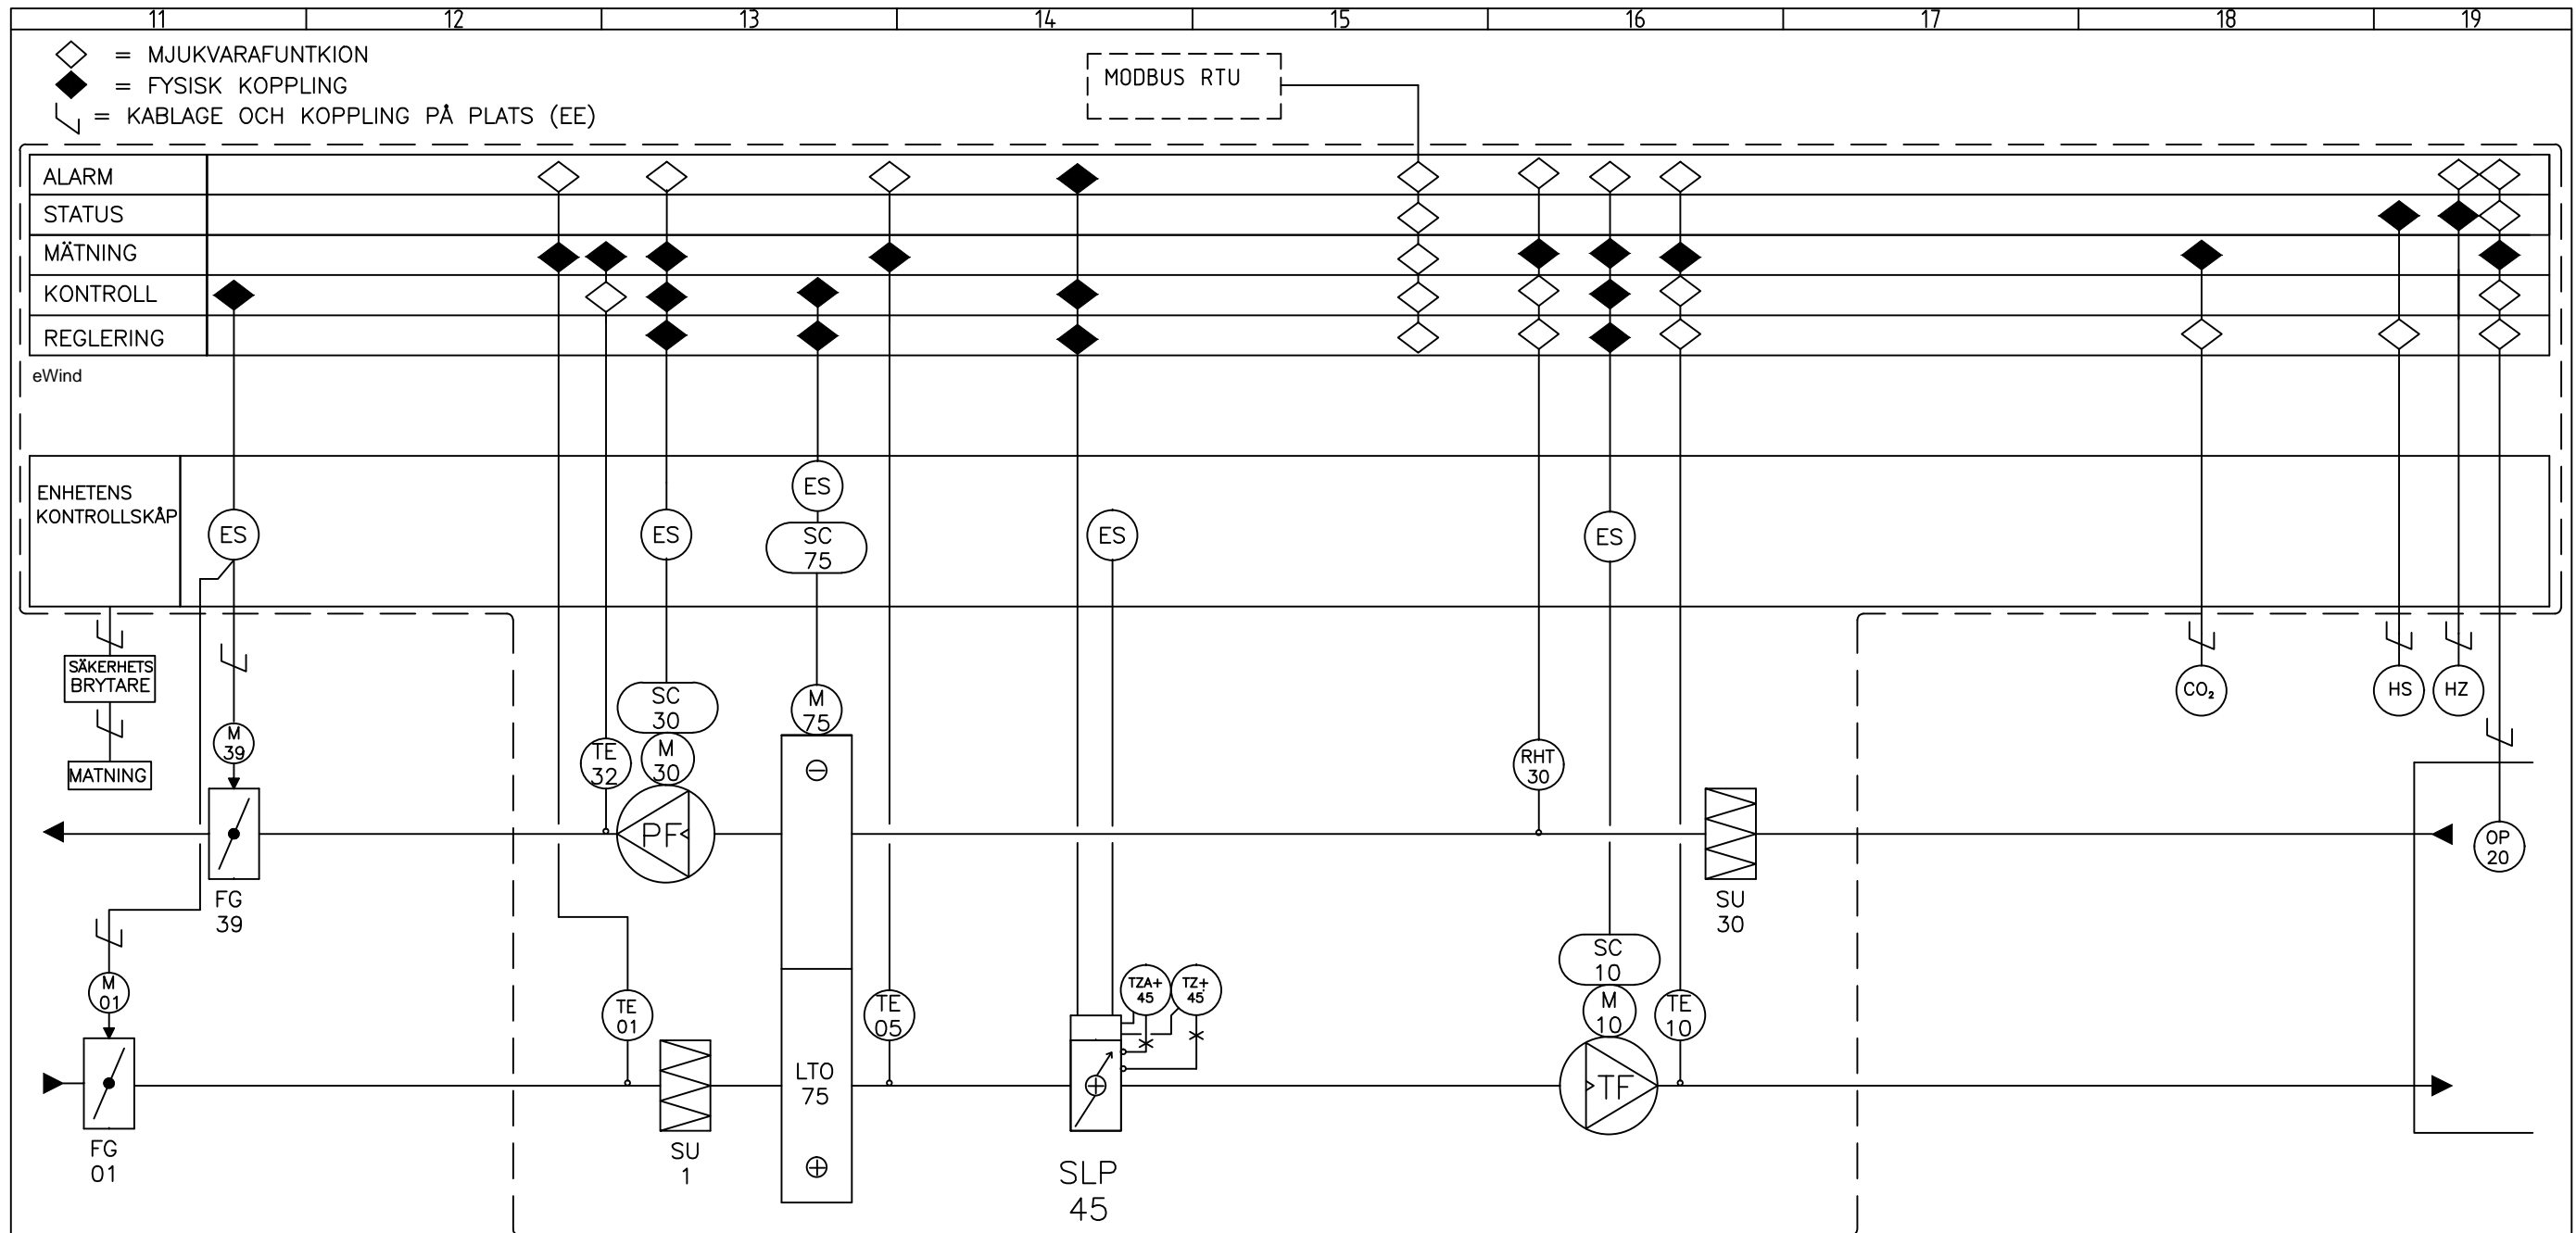 11 12 13 14 15 16 17 18 19
= MJUKVARAFUNTKION
= FYSISK KOPPLING
= KABLAGE OCH KOPPLING PÅ PLATS (EE)
MODBUS RTU
ALARM
STATUS
MÄTNING
KONTROLL
REGLERING
eWind
ENHETENS
KONTROLLSKÅP
ES
ES
ES
SC
75
ES
ES
SÄKERHETS
BRYTARE
MATNING
M
39
TE
32
SC
30
M
30
M
75
RHT
30
CO₂
HS
HZ
PF
OP
20
FG
39
SU
30
M
01
TE
01
TE
05
TZA+
45
TZ+
45
SC
10
M
10
TE
10
LTO
75
TF
FG
01
SU
1
SLP
45